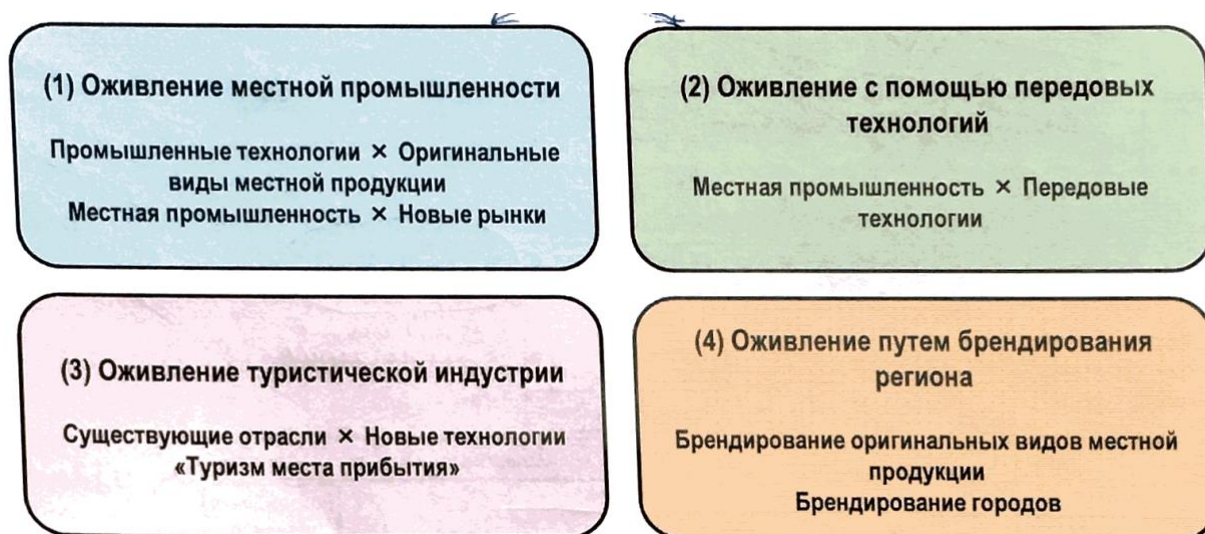 (1) Оживление местной промышленности
Промышленные технологии × Оригинальные
виды местной продукции
Местная промышленность × Новые рынки
(2) Оживление с помощью передовых
технологий
Местная промышленность × Передовые
технологии
(3) Оживление туристической индустрии
Существующие отрасли × Новые технологии
«Туризм места прибытия»
(4) Оживление путем брендирования
региона
Брендирование оригинальных видов местной
продукции
Брендирование городов